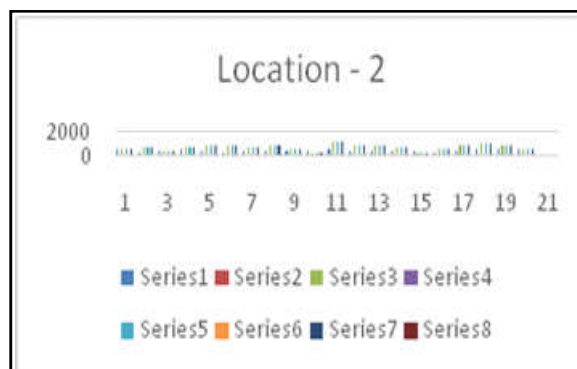 Location - 2
2000
0
1 3 5 7 9 11 13 15 17 19 21
Series1 Series2 Series3 Series4
Series5 Series6 Series7 Series8